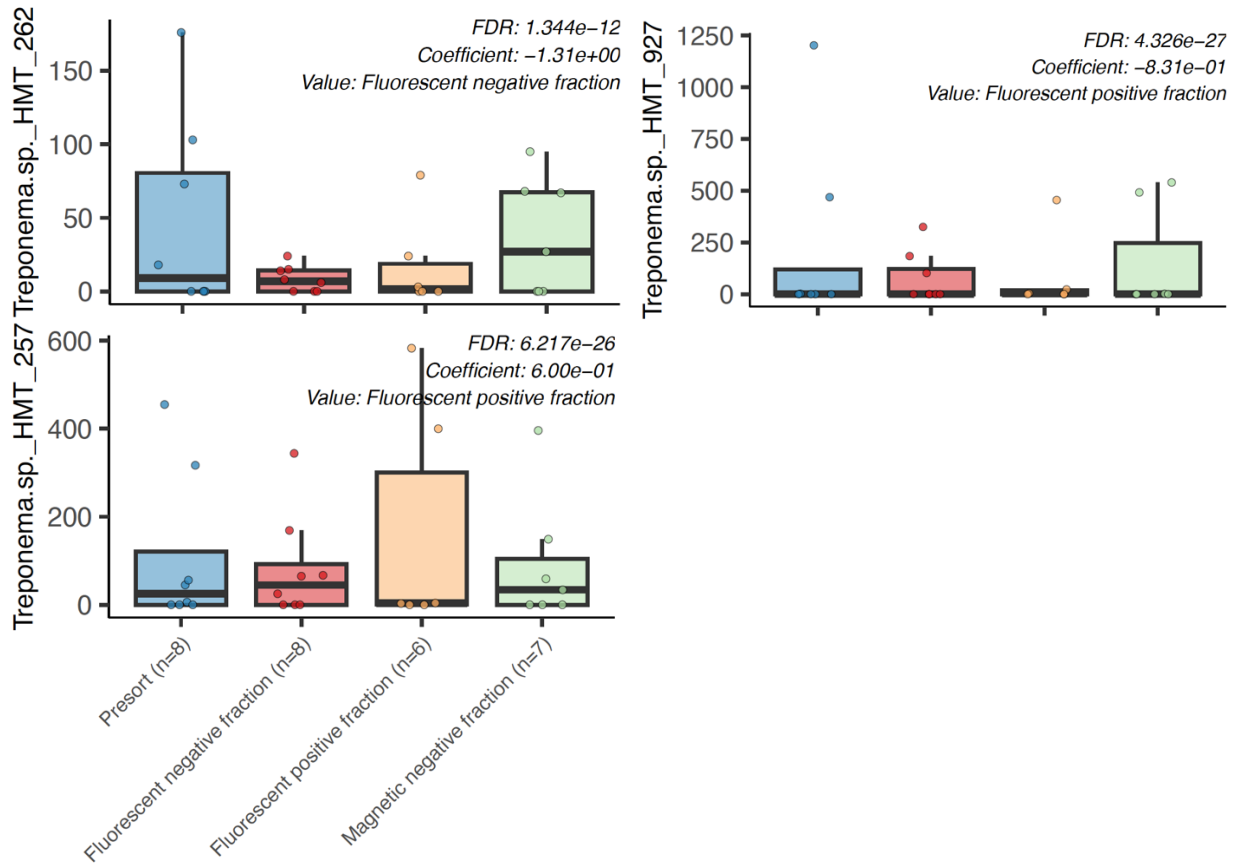 Treponema.sp._HMT_262
FDR: 1.344e−12
Coefficient: −1.31e+00
Value: Fluorescent negative fraction
150
100
50
0
Treponema.sp._HMT_927
FDR: 4.326e−27
Coefficient: −8.31e−01
Value: Fluorescent positive fraction
1250
1000
750
500
250
0
Treponema.sp._HMT_257
FDR: 6.217e−26
Coefficient: 6.00e−01
Value: Fluorescent positive fraction
600
400
200
0
Presort (n=8)
Fluorescent negative fraction (n=8)
Fluorescent positive fraction (n=6)
Magnetic negative fraction (n=7)